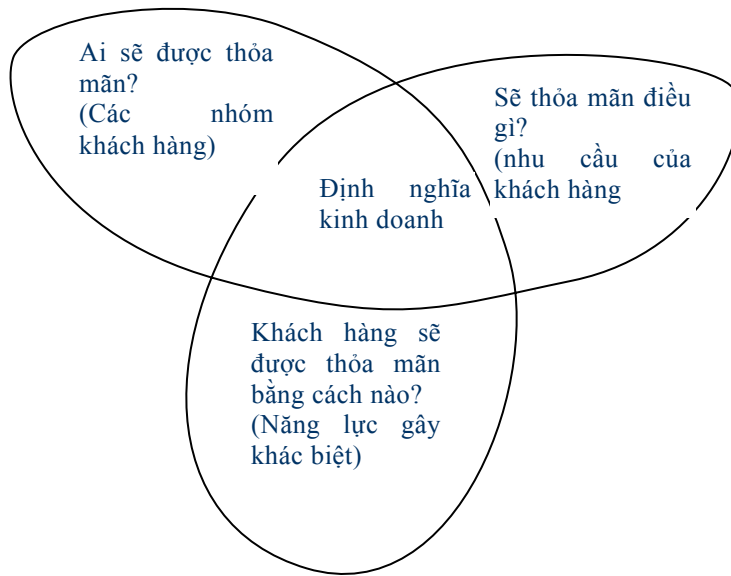 Ai sẽ được thỏa
mãn?
(Các nhóm
khách hàng)
Sẽ thỏa mãn điều
gì?
(nhu cầu của
khách hàng
Định nghĩa
kinh doanh
Khách hàng sẽ
được thỏa mãn
bằng cách nào?
(Năng lực gây
khác biệt)